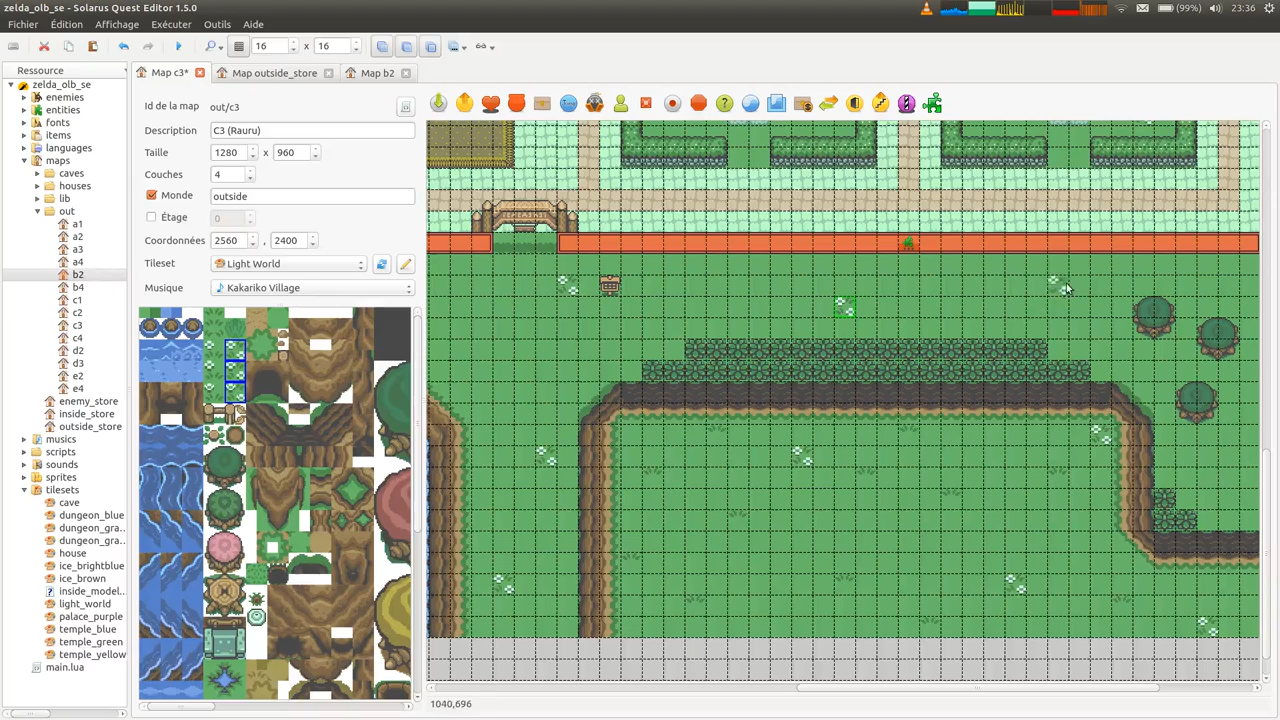 zelda_olb_se - Solarus Quest Editor 1.5.0
(99%) 23:36
Fichier Édition Affichage Exécuter Outils Aide
16 x 16
Ressource
zelda_olb_se
enemies
entities
fonts
items
languages
maps
caves
houses
lib
out
a1
a2
a3
a4
b2
b4
c1
c2
c3
c4
d2
d3
e2
e4
enemy_store
inside_store
outside_store
musics
scripts
sounds
sprites
tilesets
cave
dungeon_blue
dungeon_gra...
dungeon_gra...
house
ice_brightblue
ice_brown
inside_model...
light_world
palace_purple
temple_blue
temple_green
temple_yellow
main.lua
Map c3* Map outside_store Map b2
Id de la map out/c3
Description C3 (Rauru)
Taille 1280 x 960
Couches 4
Monde outside
Étage 0
Coordonnées 2560 , 2400
Tileset Light World
Musique Kakariko Village
1040,696